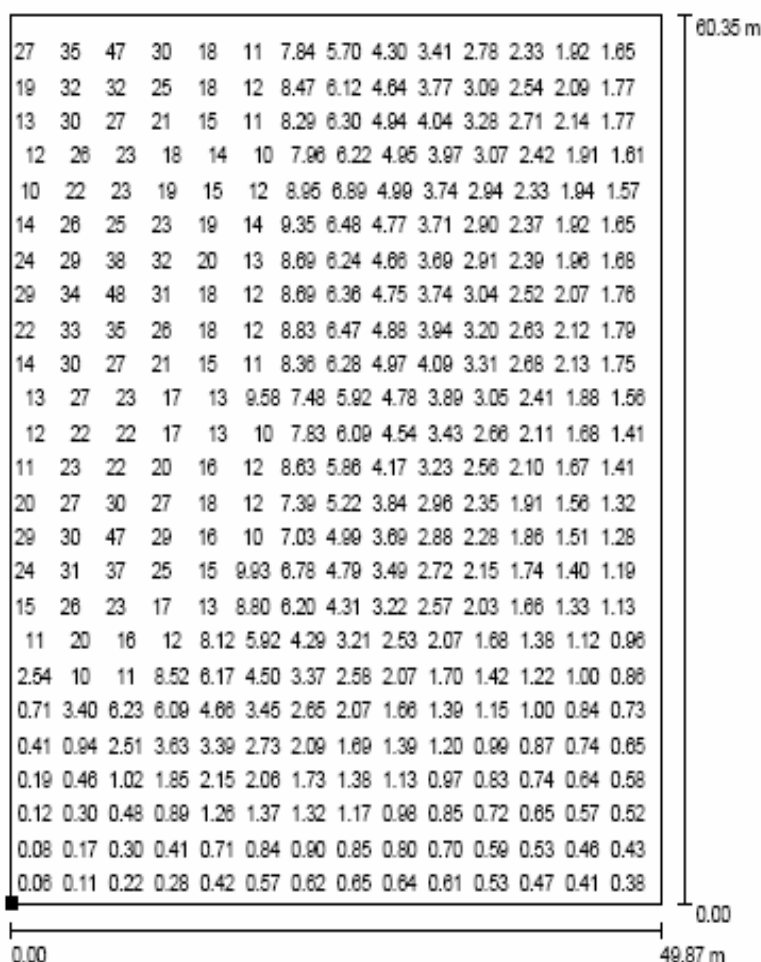 60.35 m
27 35 47 30 18 11 7.84 5.70 4.30 3.41 2.78 2.33 1.92 1.65
19 32 32 25 18 12 8.47 6.12 4.64 3.77 3.09 2.54 2.09 1.77
13 30 27 21 15 11 8.29 6.30 4.94 4.04 3.28 2.71 2.14 1.77
12 26 23 18 14 10 7.96 6.22 4.95 3.97 3.07 2.42 1.91 1.61
10 22 23 19 15 12 8.95 6.89 4.99 3.74 2.94 2.33 1.94 1.57
14 26 25 23 19 14 9.35 6.48 4.77 3.71 2.90 2.37 1.92 1.65
24 29 38 32 20 13 8.69 6.24 4.66 3.69 2.91 2.39 1.96 1.68
29 34 48 31 18 12 8.69 6.36 4.75 3.74 3.04 2.52 2.07 1.76
22 33 35 26 18 12 8.83 6.47 4.88 3.94 3.20 2.63 2.12 1.79
14 30 27 21 15 11 8.36 6.28 4.97 4.09 3.31 2.68 2.13 1.75
13 27 23 17 13 9.58 7.48 5.92 4.78 3.89 3.05 2.41 1.88 1.56
12 22 22 17 13 10 7.83 6.09 4.54 3.43 2.66 2.11 1.68 1.41
11 23 22 20 16 12 8.63 5.86 4.17 3.23 2.56 2.10 1.67 1.41
20 27 30 27 18 12 7.39 5.22 3.84 2.96 2.35 1.91 1.56 1.32
29 30 47 29 16 10 7.03 4.99 3.69 2.88 2.28 1.86 1.51 1.28
24 31 37 25 15 9.93 6.78 4.79 3.49 2.72 2.15 1.74 1.40 1.19
15 26 23 17 13 8.80 6.20 4.31 3.22 2.57 2.03 1.66 1.33 1.13
11 20 16 12 8.12 5.92 4.29 3.21 2.53 2.07 1.68 1.38 1.12 0.96
2.54 10 11 8.52 6.17 4.50 3.37 2.58 2.07 1.70 1.42 1.22 1.00 0.86
0.71 3.40 6.23 6.09 4.66 3.45 2.65 2.07 1.66 1.39 1.15 1.00 0.84 0.73
0.41 0.94 2.51 3.63 3.39 2.73 2.09 1.69 1.39 1.20 0.99 0.87 0.74 0.65
0.19 0.46 1.02 1.85 2.15 2.06 1.73 1.38 1.13 0.97 0.83 0.74 0.64 0.58
0.12 0.30 0.48 0.89 1.26 1.37 1.32 1.17 0.98 0.85 0.72 0.65 0.57 0.52
0.08 0.17 0.30 0.41 0.71 0.84 0.90 0.85 0.80 0.70 0.59 0.53 0.46 0.43
0.06 0.11 0.22 0.28 0.42 0.57 0.62 0.65 0.64 0.61 0.53 0.47 0.41 0.38
0.00
0.00 49.87 m